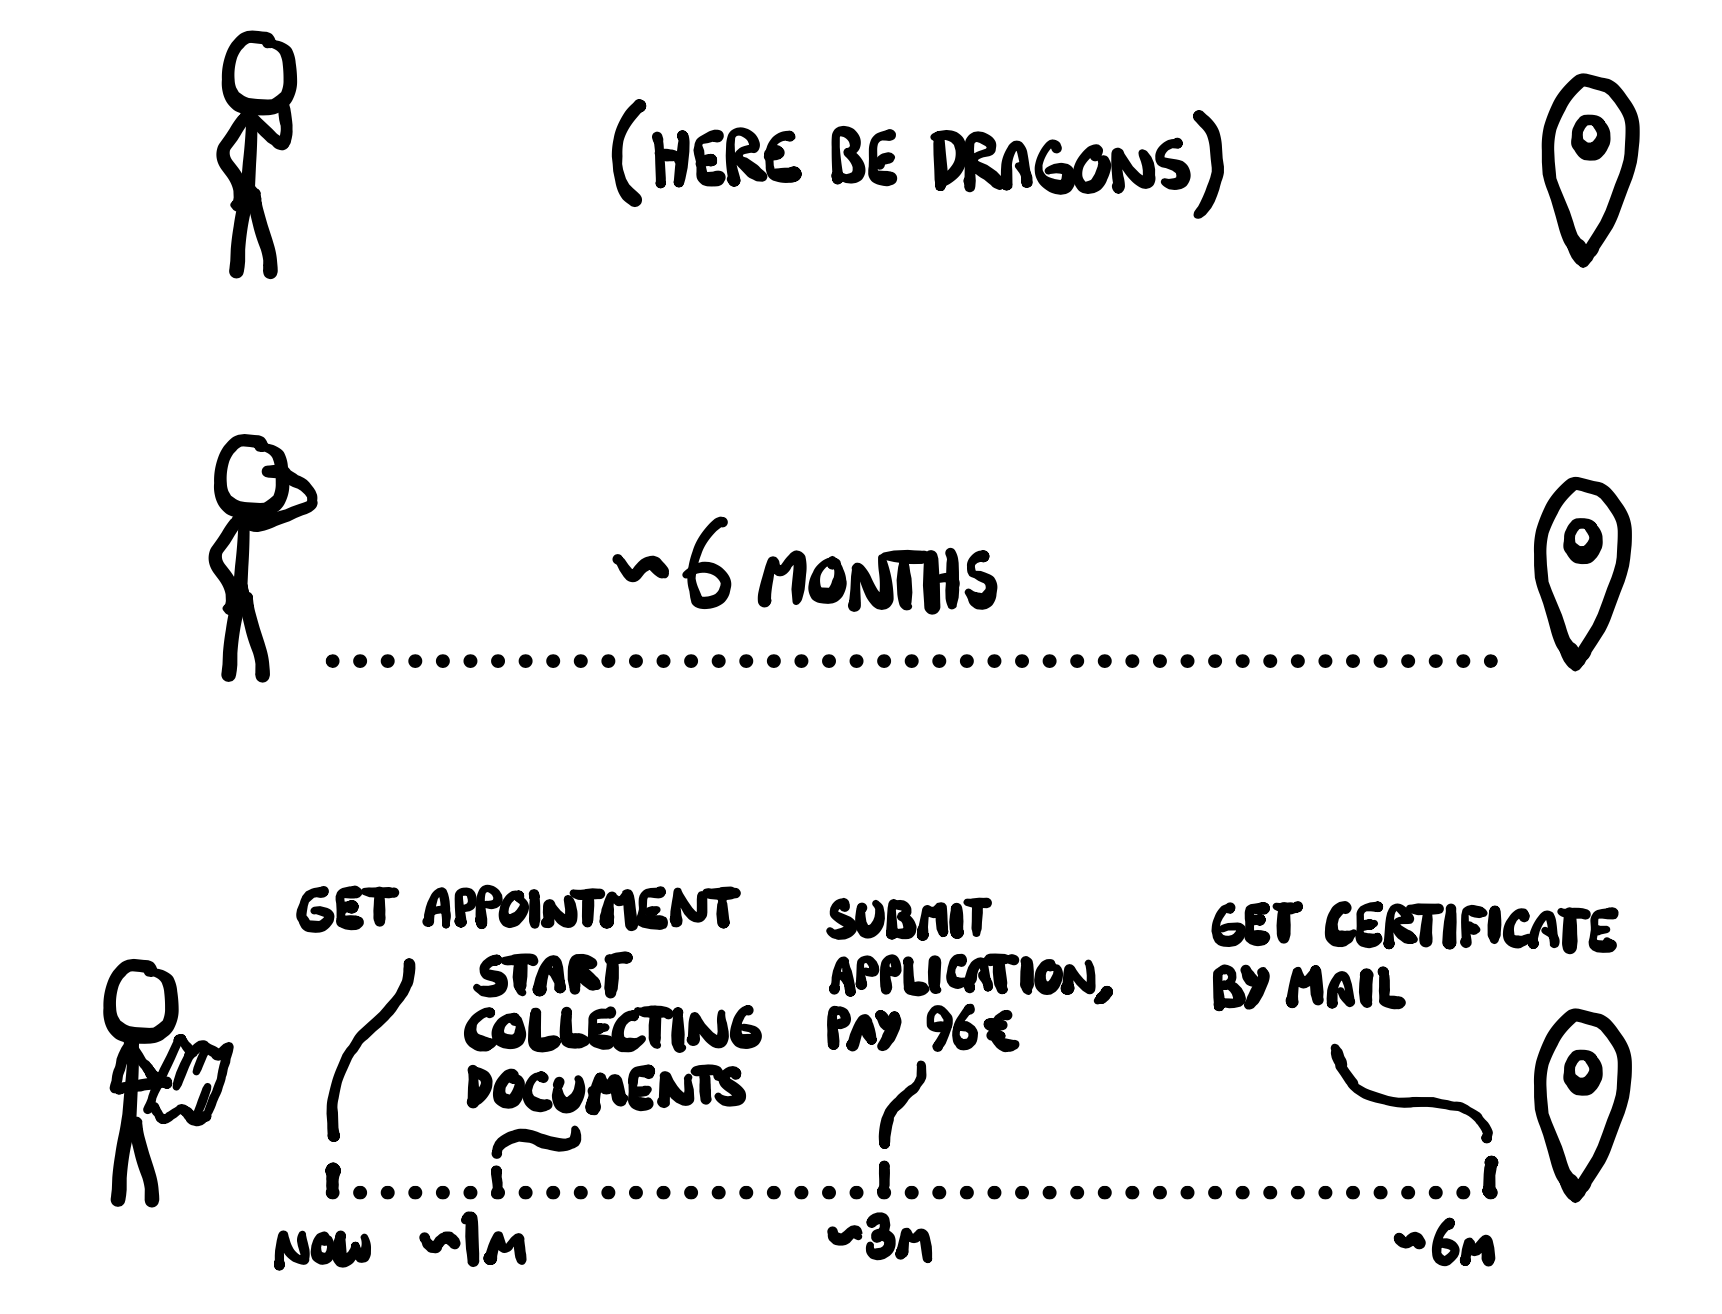 (HERE BE DRAGONS)
~6 MONTHS
GET APPOINTMENT
START
COLLECTING
DOCUMENTS
SUBMIT
APPLICATION,
PAY 96€
GET CERTIFICATE
BY MAIL
NOW
~1M
~3M
~6M